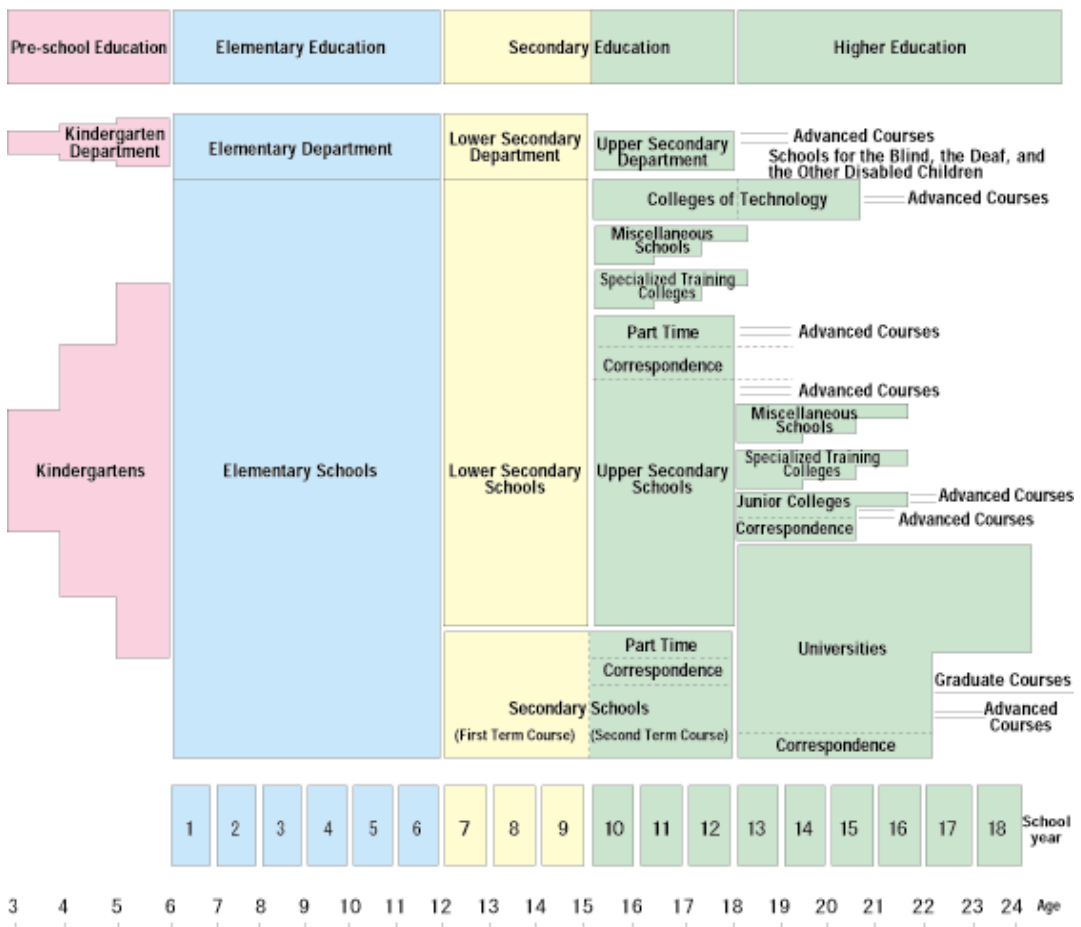 Pre-school Education
Elementary Education
Secondary Education
Higher Education
Kindergarten
Department
Elementary Department
Lower Secondary
Department
Upper Secondary
Department
Advanced Courses
Schools for the Blind, the Deaf, and
the Other Disabled Children
Colleges of Technology
Advanced Courses
Miscellaneous
Schools
Specialized Training
Colleges
Part Time
Advanced Courses
Correspondence
Advanced Courses
Miscellaneous
Schools
Kindergartens
Elementary Schools
Lower Secondary
Schools
Upper Secondary
Schools
Specialized Training
Colleges
Junior Colleges
Advanced Courses
Correspondence
Advanced Courses
Part Time
Correspondence
Universities
Graduate Courses
Secondary Schools
Advanced
Courses
(First Term Course)
(Second Term Course)
Correspondence
1 2 3 4 5 6 7 8 9 10 11 12 13 14 15 16 17 18 School
year
3 4 5 6 7 8 9 10 11 12 13 14 15 16 17 18 19 20 21 22 23 24 Age